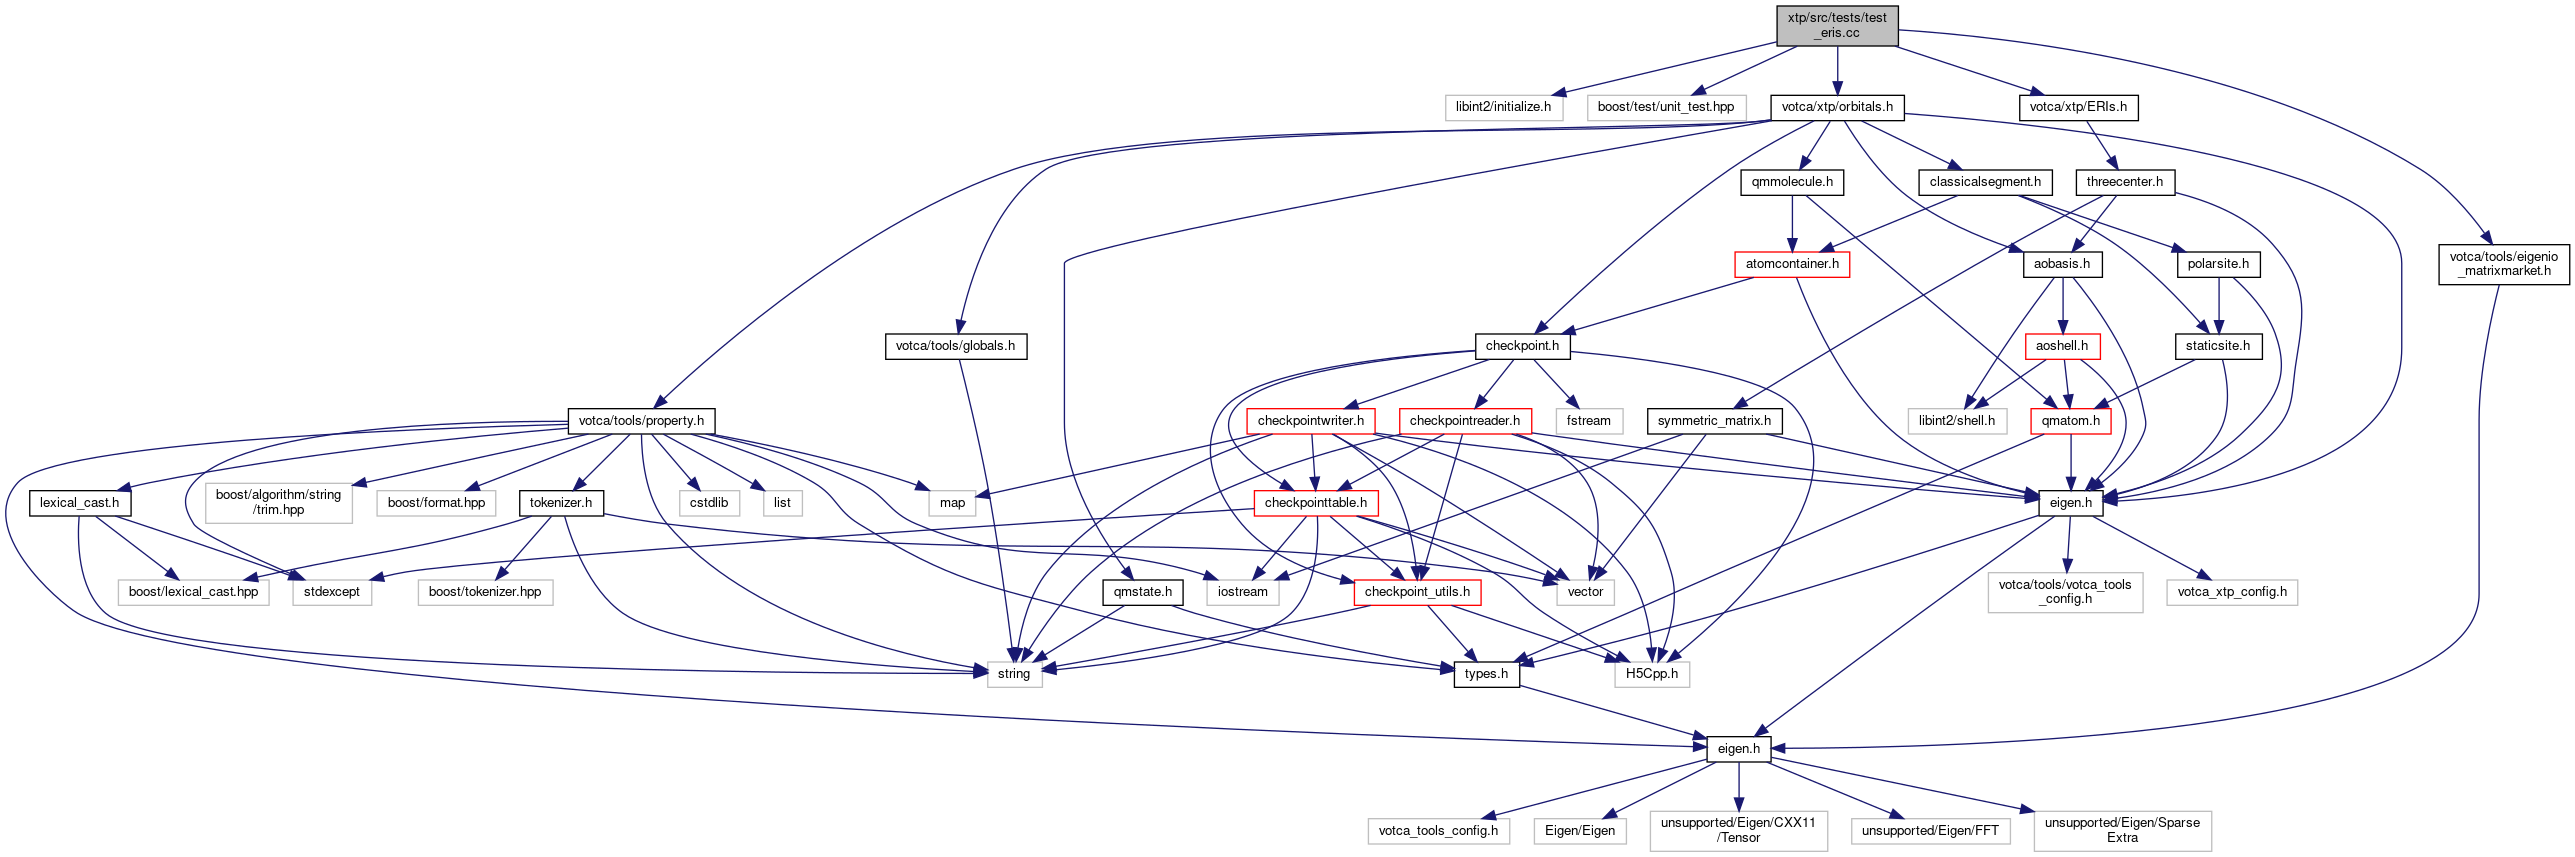 xtp/src/tests/test
_eris.cc
libint2/initialize.h
boost/test/unit_test.hpp
votca/xtp/orbitals.h
votca/xtp/ERIs.h
qmmolecule.h
classicalsegment.h
threecenter.h
atomcontainer.h
aobasis.h
polarsite.h
votca/tools/eigenio
_matrixmarket.h
votca/tools/globals.h
checkpoint.h
aoshell.h
staticsite.h
votca/tools/property.h
checkpointwriter.h
checkpointreader.h
fstream
symmetric_matrix.h
libint2/shell.h
qmatom.h
lexical_cast.h
boost/algorithm/string
/trim.hpp
boost/format.hpp
tokenizer.h
cstdlib
list
map
checkpointtable.h
eigen.h
boost/lexical_cast.hpp
stdexcept
boost/tokenizer.hpp
qmstate.h
iostream
checkpoint_utils.h
vector
votca/tools/votca_tools
_config.h
votca_xtp_config.h
string
types.h
H5Cpp.h
eigen.h
votca_tools_config.h
Eigen/Eigen
unsupported/Eigen/CXX11
/Tensor
unsupported/Eigen/FFT
unsupported/Eigen/Sparse
Extra